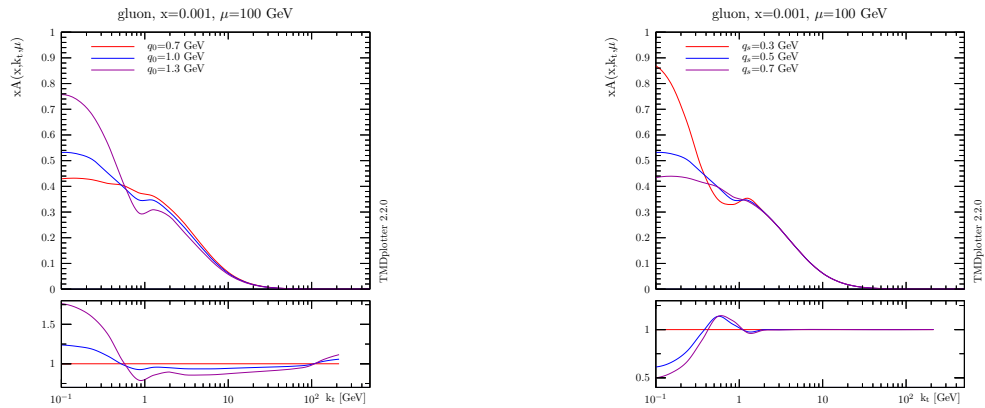 gluon, x=0.001, μ=100 GeV
xA(x,kt,μ)
q₀=0.7 GeV
q₀=1.0 GeV
q₀=1.3 GeV
1
0.9
0.8
0.7
0.6
0.5
0.4
0.3
0.2
0.1
0
TMDplotter 2.2.0
1.5
1
10⁻¹ 1 10 10² kt [GeV]
gluon, x=0.001, μ=100 GeV
xA(x,kt,μ)
qs=0.3 GeV
qs=0.5 GeV
qs=0.7 GeV
1
0.9
0.8
0.7
0.6
0.5
0.4
0.3
0.2
0.1
0
TMDplotter 2.2.0
1
0.5
10⁻¹ 1 10 10² kt [GeV]